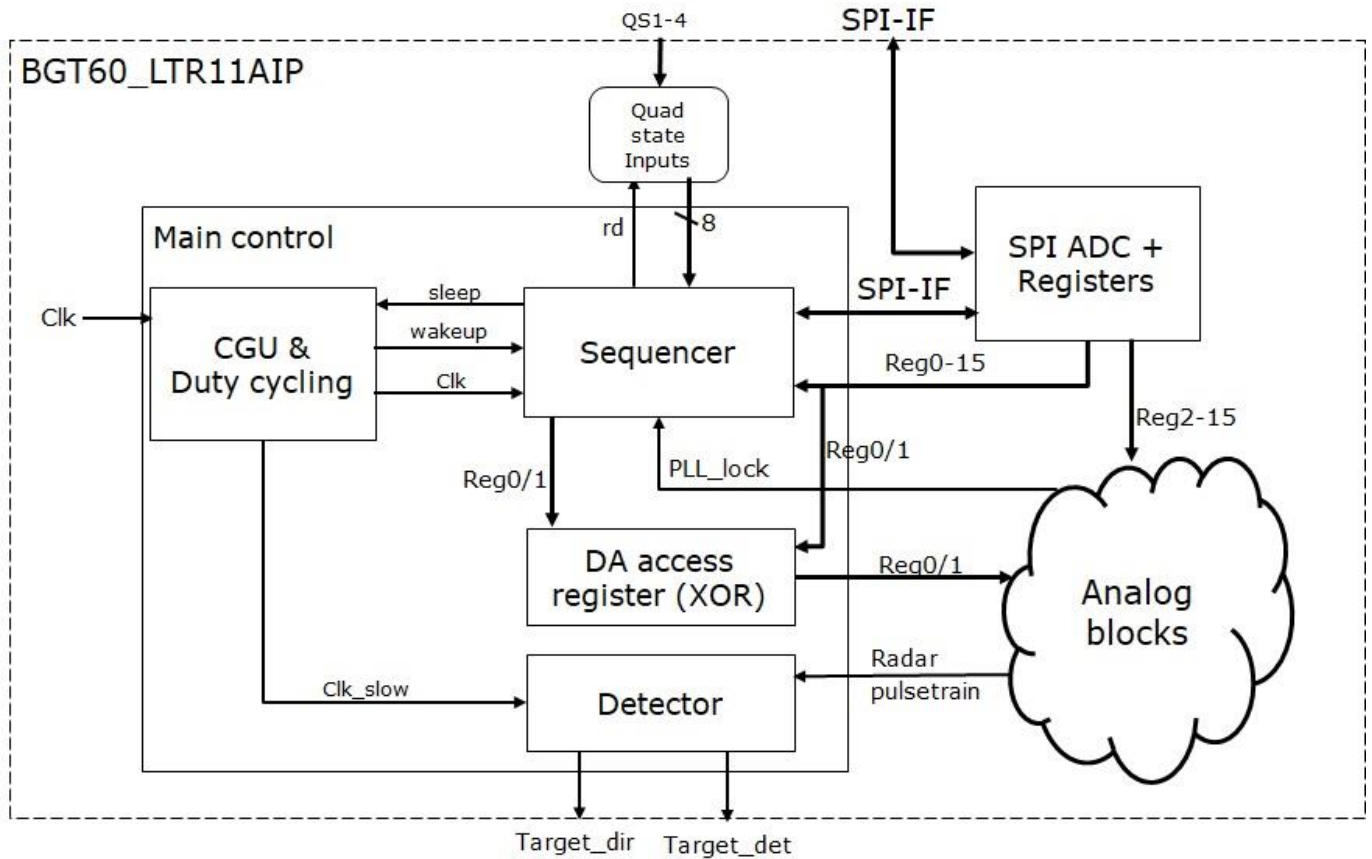 QS1-4
SPI-IF
BGT60_LTR11AIP
Quad
state
Inputs
rd
8
Main control
SPI ADC +
Registers
Clk
sleep
wakeup
Clk
CGU &
Duty cycling
Sequencer
SPI-IF
Reg0-15
Reg2-15
Reg0/1
PLL_lock
Reg0/1
DA access
register (XOR)
Reg0/1
Analog
blocks
Radar
pulsetrain
Clk_slow
Detector
Target_dir
Target_det